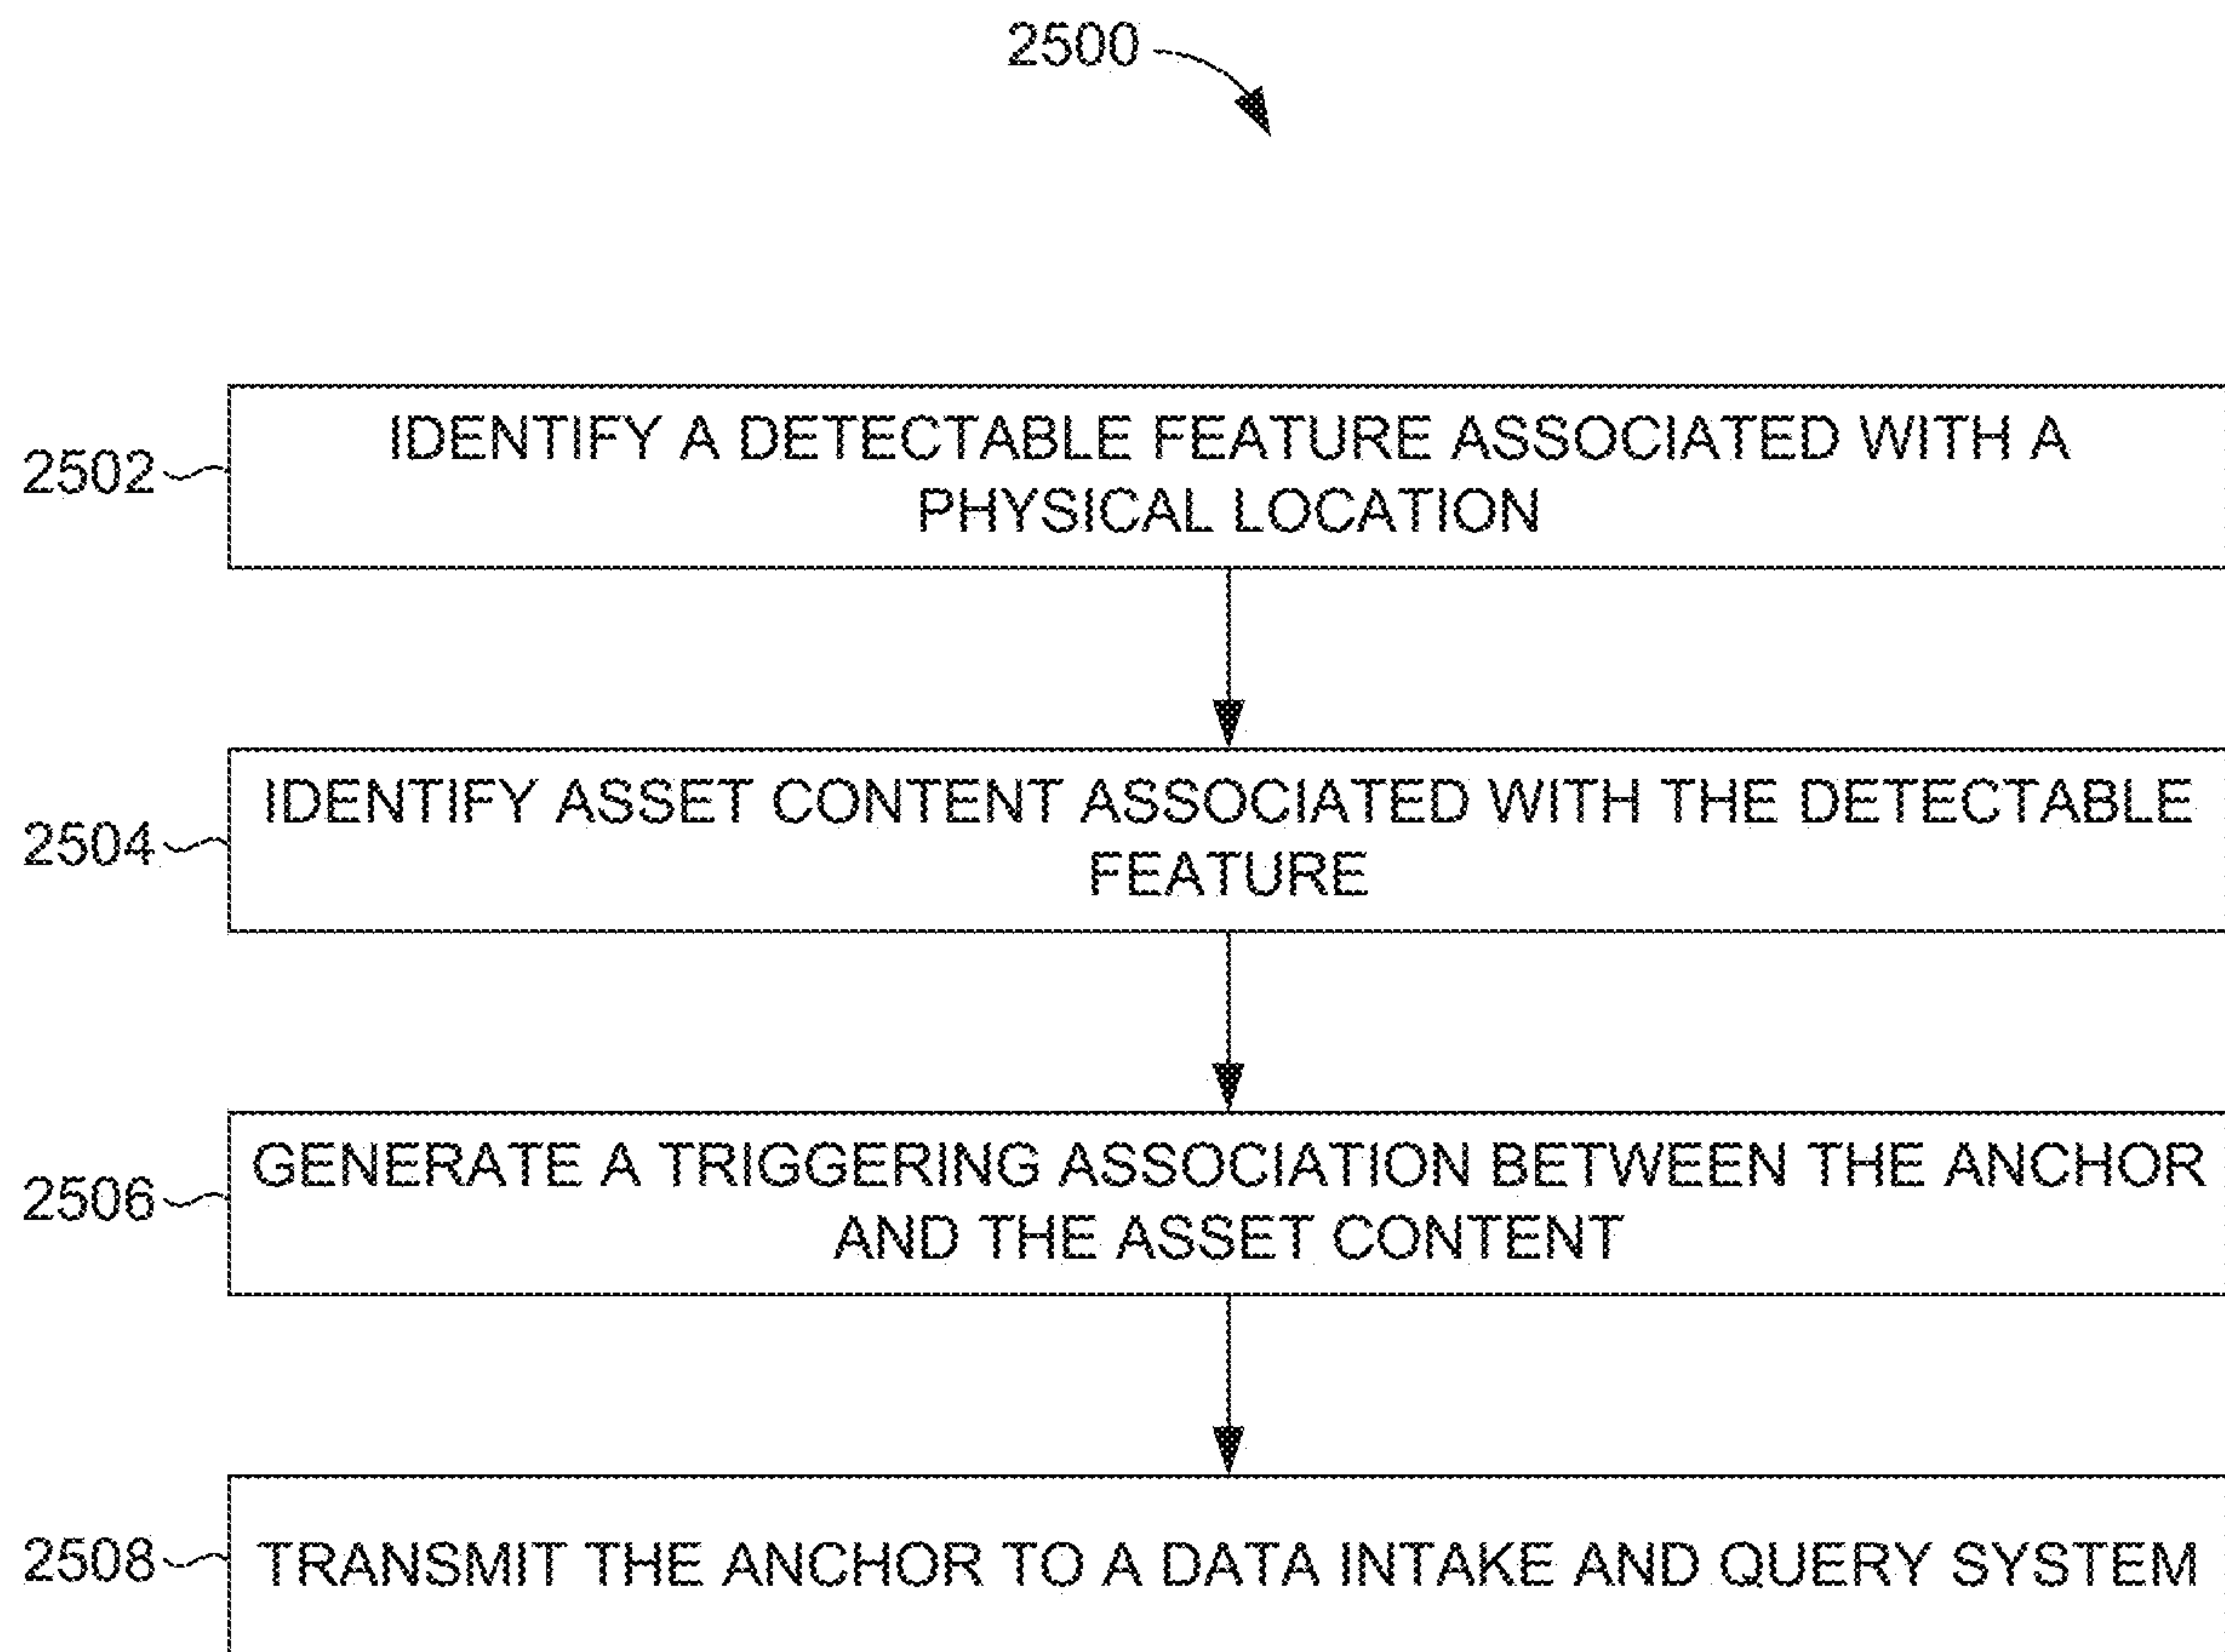 2500
2502
IDENTIFY A DETECTABLE FEATURE ASSOCIATED WITH A
PHYSICAL LOCATION
2504
IDENTIFY ASSET CONTENT ASSOCIATED WITH THE DETECTABLE
FEATURE
2506
GENERATE A TRIGGERING ASSOCIATION BETWEEN THE ANCHOR
AND THE ASSET CONTENT
2508
TRANSMIT THE ANCHOR TO A DATA INTAKE AND QUERY SYSTEM